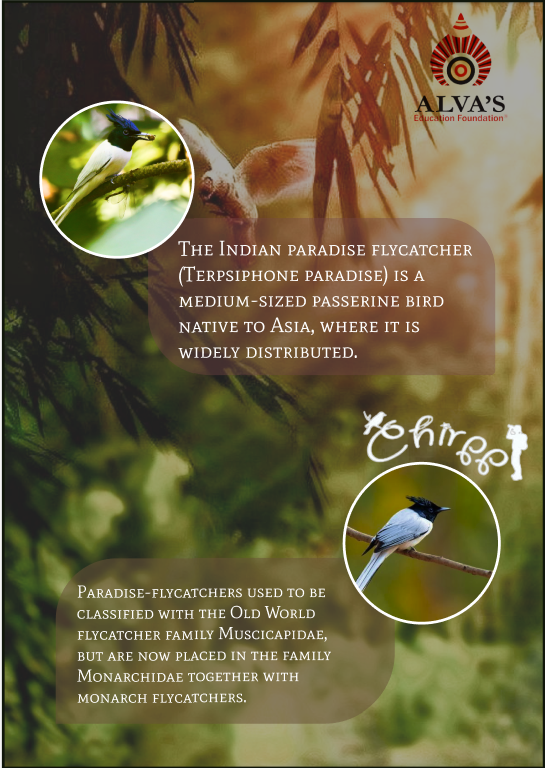 ALVA'S
Education Foundation®
The Indian paradise flycatcher
(Terpsiphone paradise) is a
medium-sized passerine bird
native to Asia, where it is
widely distributed.
Chirpp
Paradise-flycatchers used to be
classified with the Old World
flycatcher family Muscicapidae,
but are now placed in the family
Monarchidae together with
monarch flycatchers.